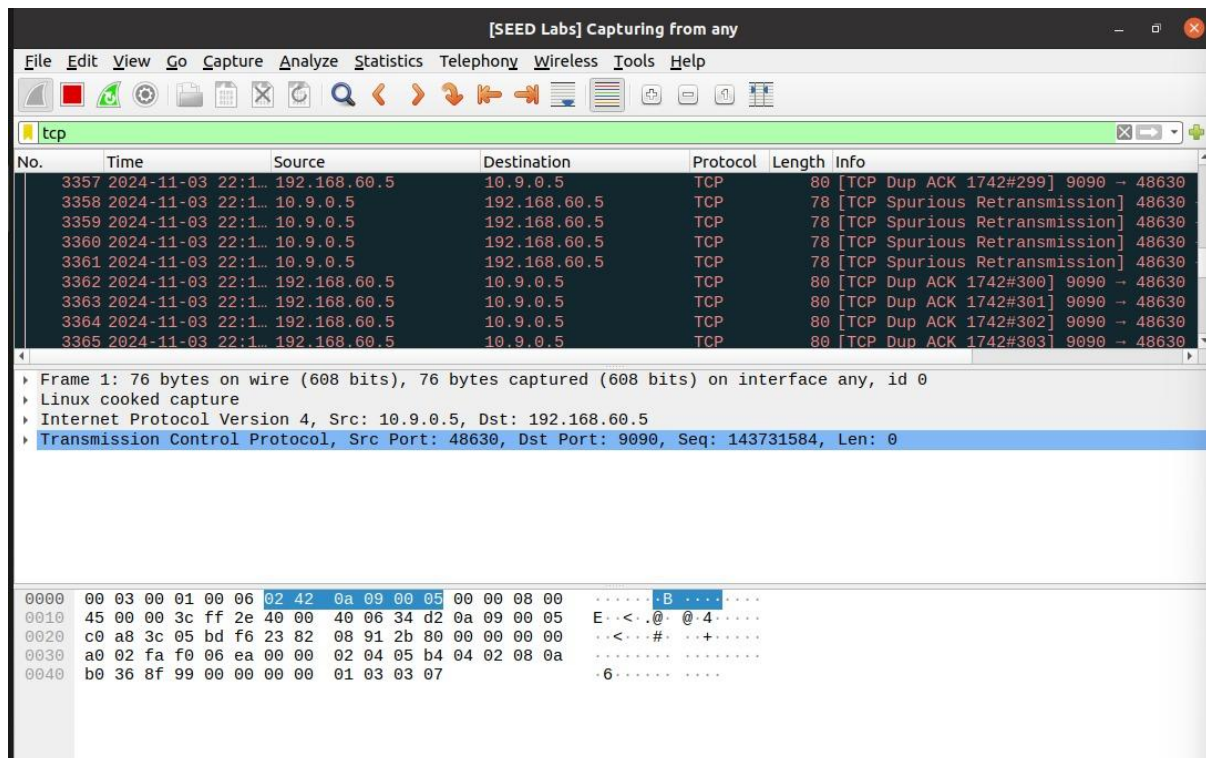 [SEED Labs] Capturing from any
File Edit View Go Capture Analyze Statistics Telephony Wireless Tools Help
tcp
No. Time Source Destination Protocol Length Info
3357 2024-11-03 22:1… 192.168.60.5 10.9.0.5 TCP 80 [TCP Dup ACK 1742#299] 9090 → 48630
3358 2024-11-03 22:1… 10.9.0.5 192.168.60.5 TCP 78 [TCP Spurious Retransmission] 48630
3359 2024-11-03 22:1… 10.9.0.5 192.168.60.5 TCP 78 [TCP Spurious Retransmission] 48630
3360 2024-11-03 22:1… 10.9.0.5 192.168.60.5 TCP 78 [TCP Spurious Retransmission] 48630
3361 2024-11-03 22:1… 10.9.0.5 192.168.60.5 TCP 78 [TCP Spurious Retransmission] 48630
3362 2024-11-03 22:1… 192.168.60.5 10.9.0.5 TCP 80 [TCP Dup ACK 1742#300] 9090 → 48630
3363 2024-11-03 22:1… 192.168.60.5 10.9.0.5 TCP 80 [TCP Dup ACK 1742#301] 9090 → 48630
3364 2024-11-03 22:1… 192.168.60.5 10.9.0.5 TCP 80 [TCP Dup ACK 1742#302] 9090 → 48630
3365 2024-11-03 22:1… 192.168.60.5 10.9.0.5 TCP 80 [TCP Dup ACK 1742#303] 9090 → 48630
Frame 1: 76 bytes on wire (608 bits), 76 bytes captured (608 bits) on interface any, id 0
Linux cooked capture
Internet Protocol Version 4, Src: 10.9.0.5, Dst: 192.168.60.5
Transmission Control Protocol, Src Port: 48630, Dst Port: 9090, Seq: 143731584, Len: 0
0000 00 03 00 01 00 06 02 42 0a 09 00 05 00 00 08 00 ·······B ········
0010 45 00 00 3c ff 2e 40 00 40 06 34 d2 0a 09 00 05 E··<·.@· @·4·····
0020 c0 a8 3c 05 bd f6 23 82 08 91 2b 80 00 00 00 00 ··<···#· ··+·····
0030 a0 02 fa f0 06 ea 00 00 02 04 05 b4 04 02 08 0a ········ ········
0040 b0 36 8f 99 00 00 00 00 01 03 03 07 ·6······ ····